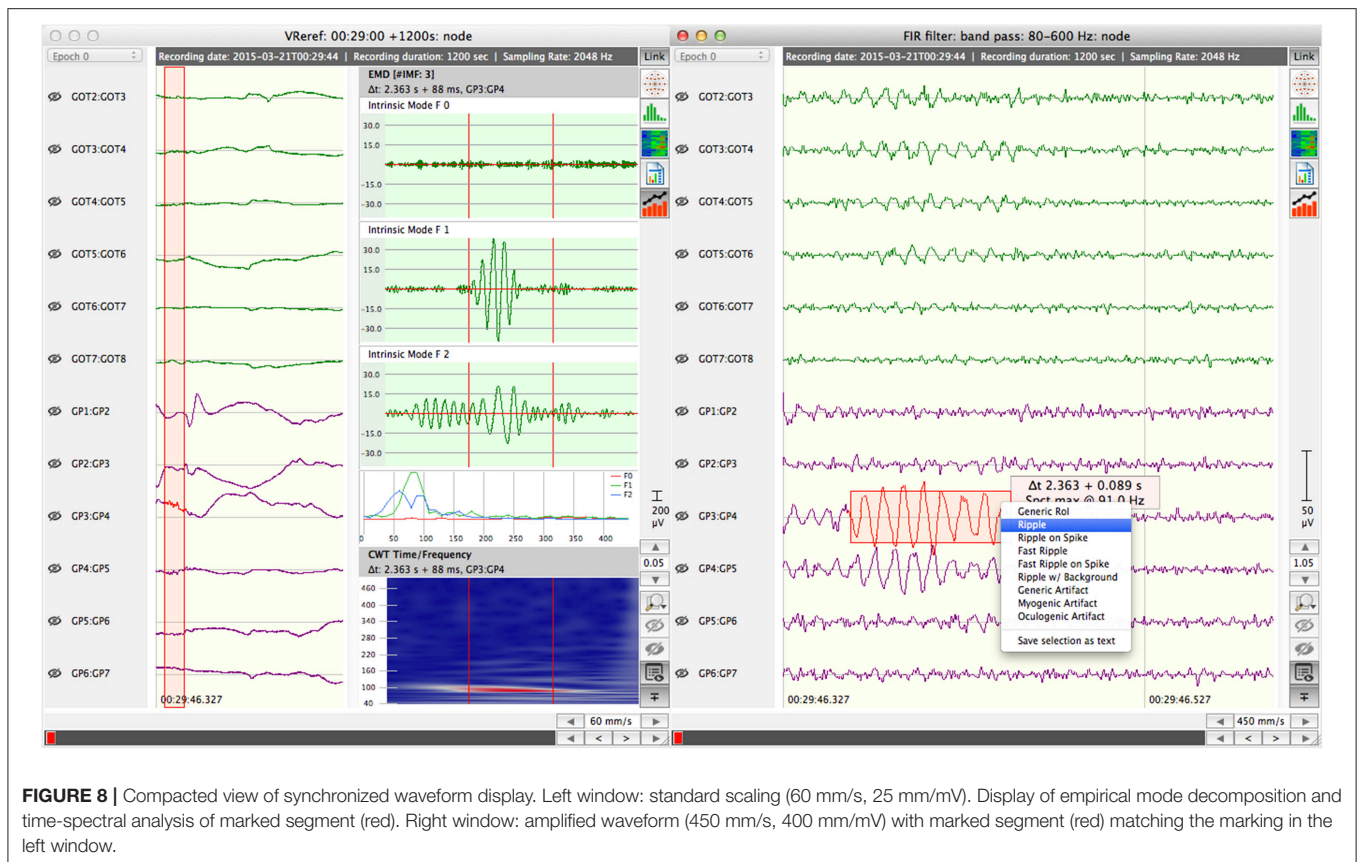 VReref: 00:29:00 +1200s: node
Epoch 0
Recording date: 2015-03-21T00:29:44 | Recording duration: 1200 sec | Sampling Rate: 2048 Hz
Link
GOT2:GOT3
GOT3:GOT4
GOT4:GOT5
GOT5:GOT6
GOT6:GOT7
GOT7:GOT8
GP1:GP2
GP2:GP3
GP3:GP4
GP4:GP5
GP5:GP6
GP6:GP7
00:29:46.327
EMD [#IMF: 3]
Δt: 2.363 s + 88 ms, GP3:GP4
Intrinsic Mode F 0
30.0
15.0
-15.0
-30.0
Intrinsic Mode F 1
30.0
15.0
-15.0
-30.0
Intrinsic Mode F 2
30.0
15.0
-15.0
-30.0
F0
F1
F2
0 50 100 150 200 250 300 350 400
CWT Time/Frequency
Δt: 2.363 s + 88 ms, GP3:GP4
460
400
340
280
220
160
100
40
200
µV
0.05
60 mm/s
< >
FIR filter: band pass: 80-600 Hz: node
Epoch 0
Recording date: 2015-03-21T00:29:44 | Recording duration: 1200 sec | Sampling Rate: 2048 Hz
Link
GOT2:GOT3
GOT3:GOT4
GOT4:GOT5
GOT5:GOT6
GOT6:GOT7
GOT7:GOT8
GP1:GP2
GP2:GP3
GP3:GP4
GP4:GP5
GP5:GP6
GP6:GP7
Δt 2.363 + 0.089 s
Spct max @ 91.0 Hz
Generic RoI
Ripple
Ripple on Spike
Fast Ripple
Fast Ripple on Spike
Ripple w/ Background
Generic Artifact
Myogenic Artifact
Oculogenic Artifact
Save selection as text
00:29:46.327
00:29:46.527
50
µV
1.05
450 mm/s
< >
FIGURE 8 | Compacted view of synchronized waveform display. Left window: standard scaling (60 mm/s, 25 mm/mV). Display of empirical mode decomposition and
time-spectral analysis of marked segment (red). Right window: amplified waveform (450 mm/s, 400 mm/mV) with marked segment (red) matching the marking in the
left window.